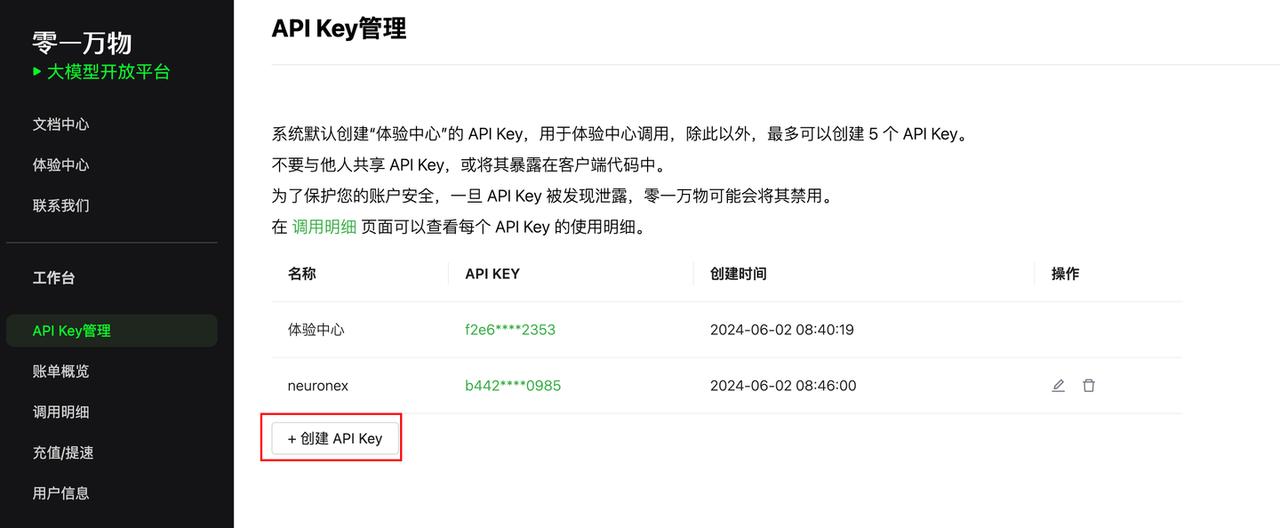 零一万物
大模型开放平台
文档中心
体验中心
联系我们
工作台
API Key管理
账单概览
调用明细
充值/提速
用户信息
API Key管理
系统默认创建“体验中心”的 API Key，用于体验中心调用，除此以外，最多可以创建 5 个 API Key。
不要与他人共享 API Key，或将其暴露在客户端代码中。
为了保护您的账户安全，一旦 API Key 被发现泄露，零一万物可能会将其禁用。
在 调用明细 页面可以查看每个 API Key 的使用明细。
名称 API KEY 创建时间 操作
体验中心 f2e6****2353 2024-06-02 08:40:19
neuronex b442****0985 2024-06-02 08:46:00
+ 创建 API Key